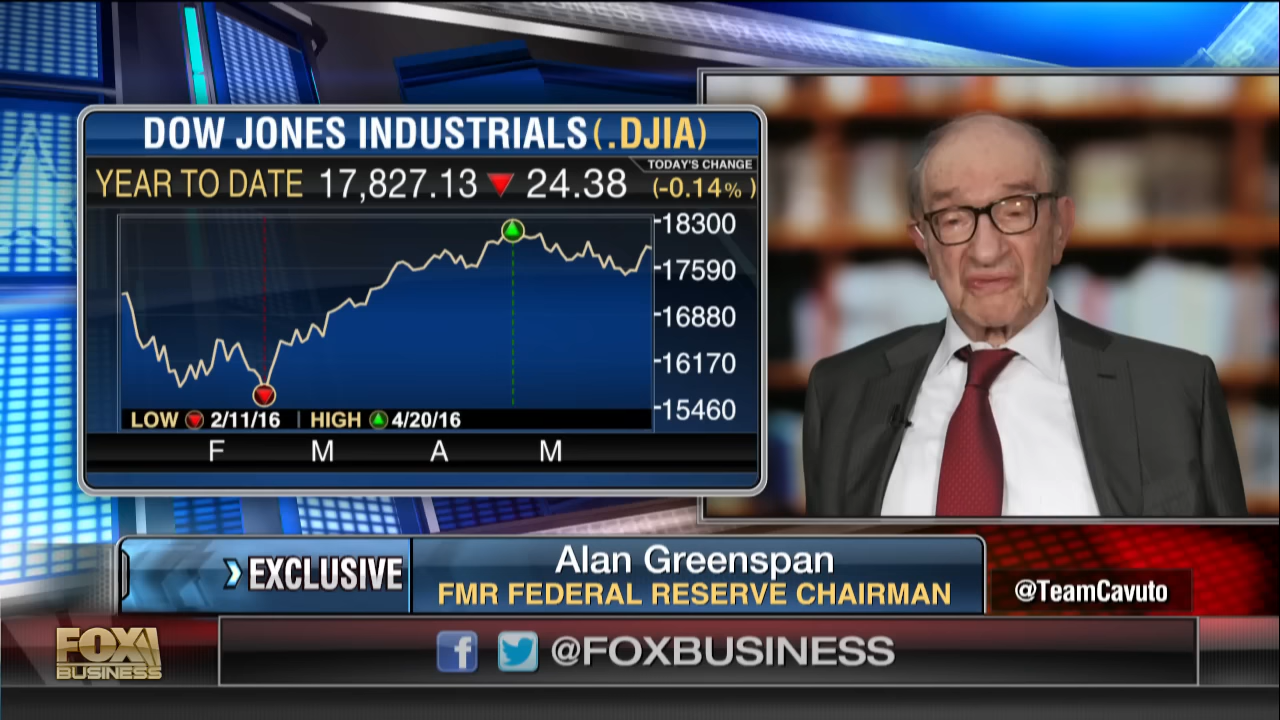 DOW JONES INDUSTRIALS(.DJIA)
TODAY'S CHANGE
YEAR TO DATE 17,827.13 ▼ 24.38 (-0.14%)
18300
17590
16880
16170
15460
LOW 2/11/16 | HIGH 4/20/16
F M A M
EXCLUSIVE
Alan Greenspan
FMR FEDERAL RESERVE CHAIRMAN
@TeamCavuto
FOX
BUSINESS
@FOXBUSINESS